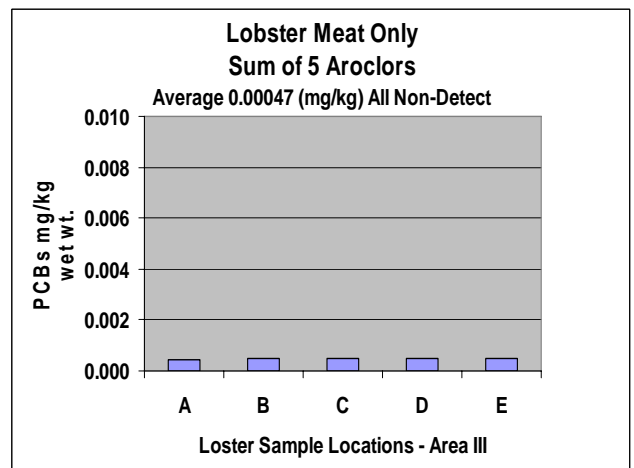 Lobster Meat Only
Sum of 5 Aroclors
Average 0.00047 (mg/kg) All Non-Detect
PCBs mg/kg
wet wt.
0.010
0.008
0.006
0.004
0.002
0.000
A B C D E
Loster Sample Locations - Area III